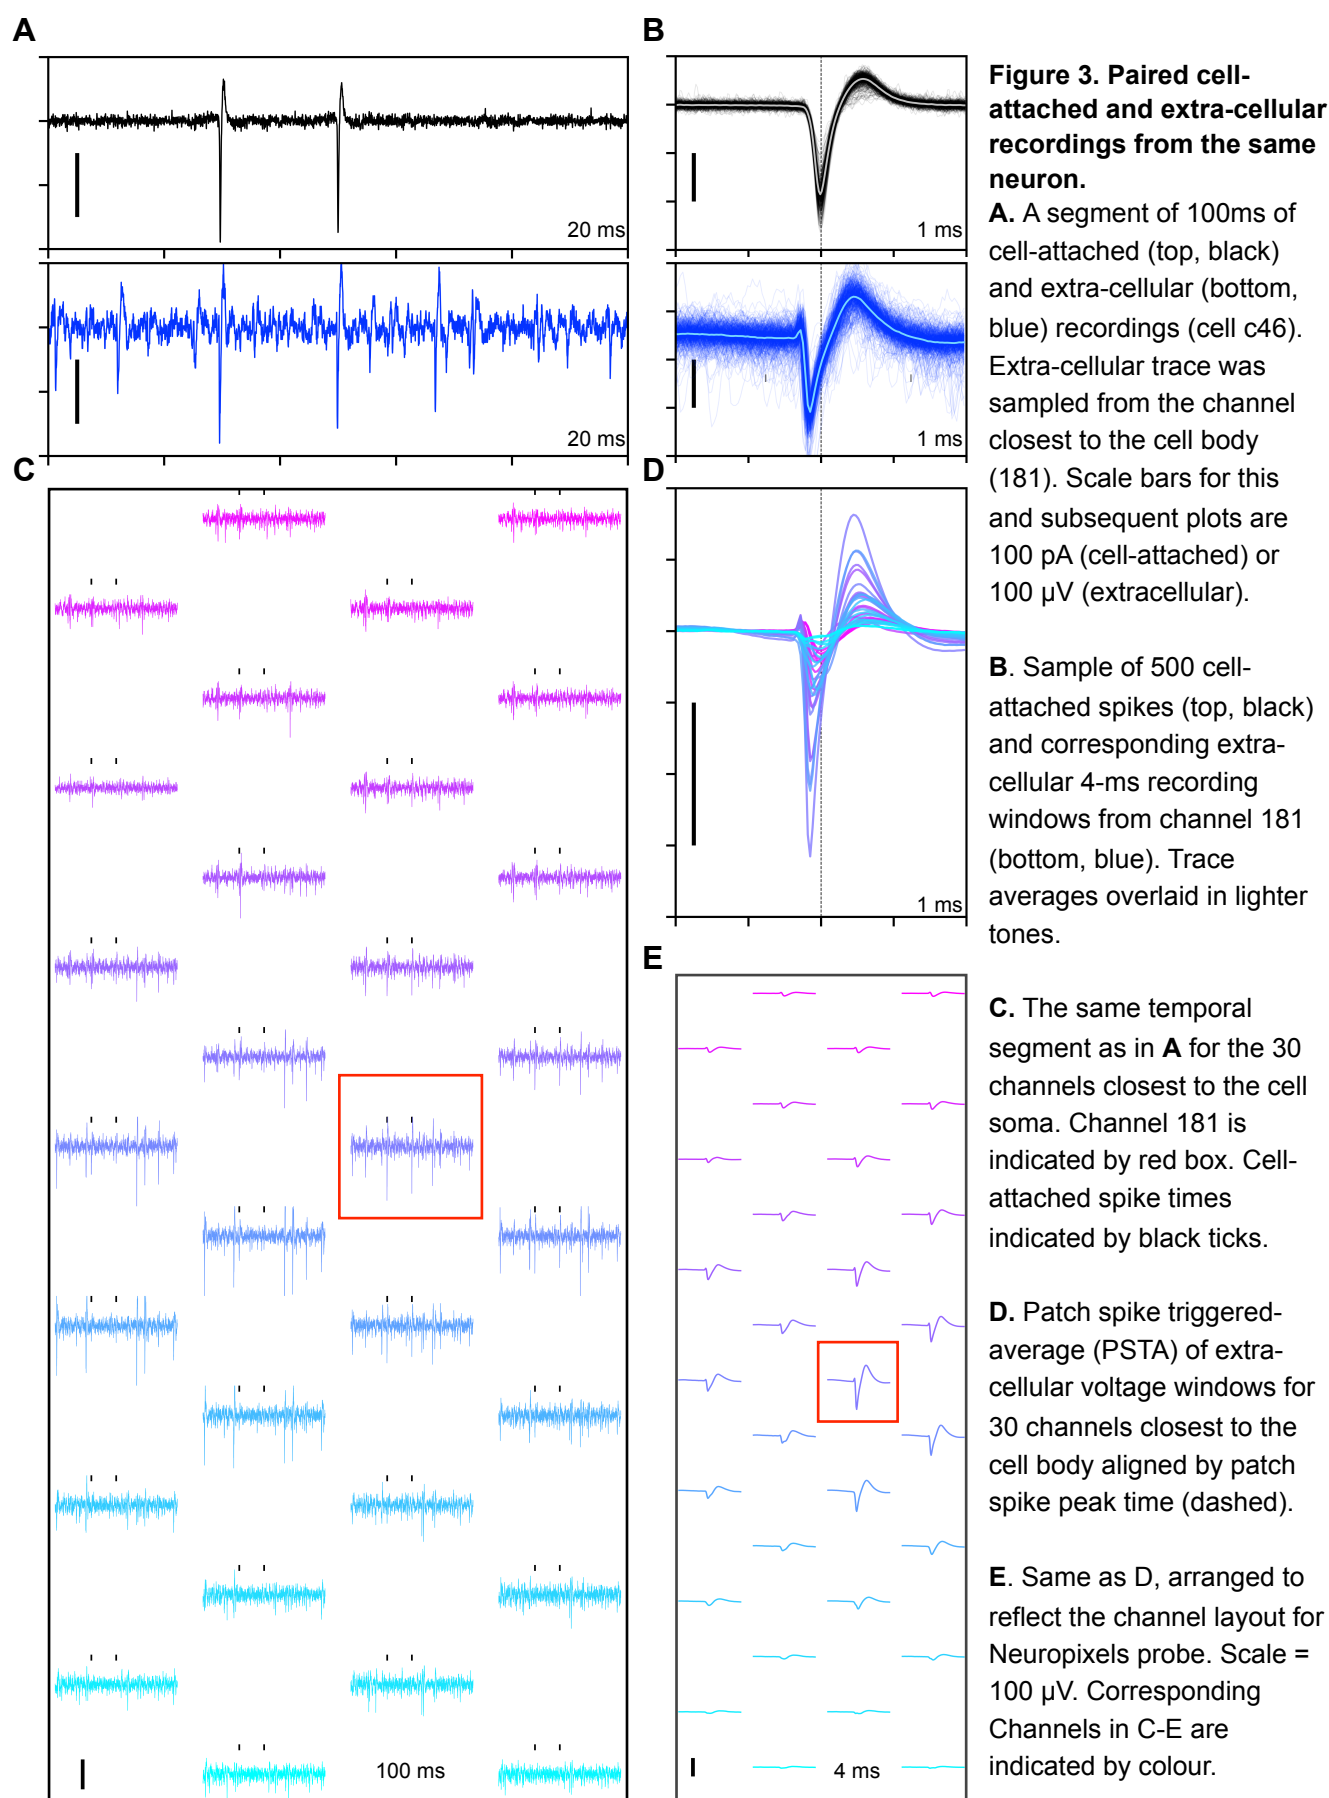 A
20 ms
20 ms
B
1 ms
1 ms
C
100 ms
D
1 ms
E
4 ms
Figure 3. Paired cell-
attached and extra-cellular
recordings from the same
neuron.
A. A segment of 100ms of
cell-attached (top, black)
and extra-cellular (bottom,
blue) recordings (cell c46).
Extra-cellular trace was
sampled from the channel
closest to the cell body
(181). Scale bars for this
and subsequent plots are
100 pA (cell-attached) or
100 µV (extracellular).
B. Sample of 500 cell-
attached spikes (top, black)
and corresponding extra-
cellular 4-ms recording
windows from channel 181
(bottom, blue). Trace
averages overlaid in lighter
tones.
C. The same temporal
segment as in A for the 30
channels closest to the cell
soma. Channel 181 is
indicated by red box. Cell-
attached spike times
indicated by black ticks.
D. Patch spike triggered-
average (PSTA) of extra-
cellular voltage windows for
30 channels closest to the
cell body aligned by patch
spike peak time (dashed).
E. Same as D, arranged to
reflect the channel layout for
Neuropixels probe. Scale =
100 µV. Corresponding
Channels in C-E are
indicated by colour.